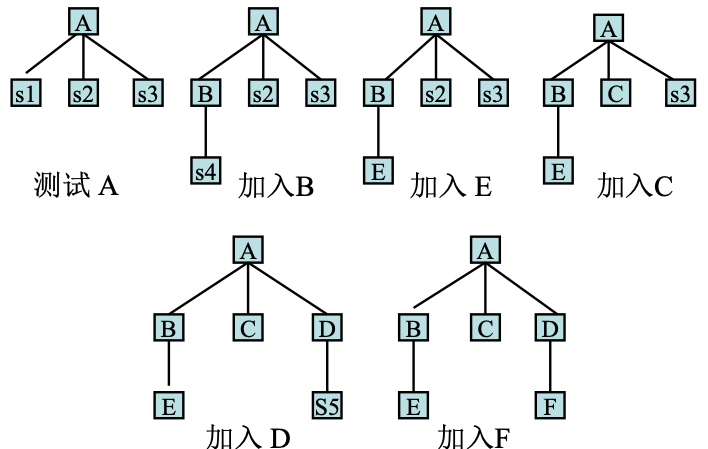 A A A A
s1 s2 s3 B s2 s3 B s2 s3 B C s3
s4 E E
测试 A 加入B 加入 E 加入C
A A
B C D B C D
E S5 E F
加入 D 加入F